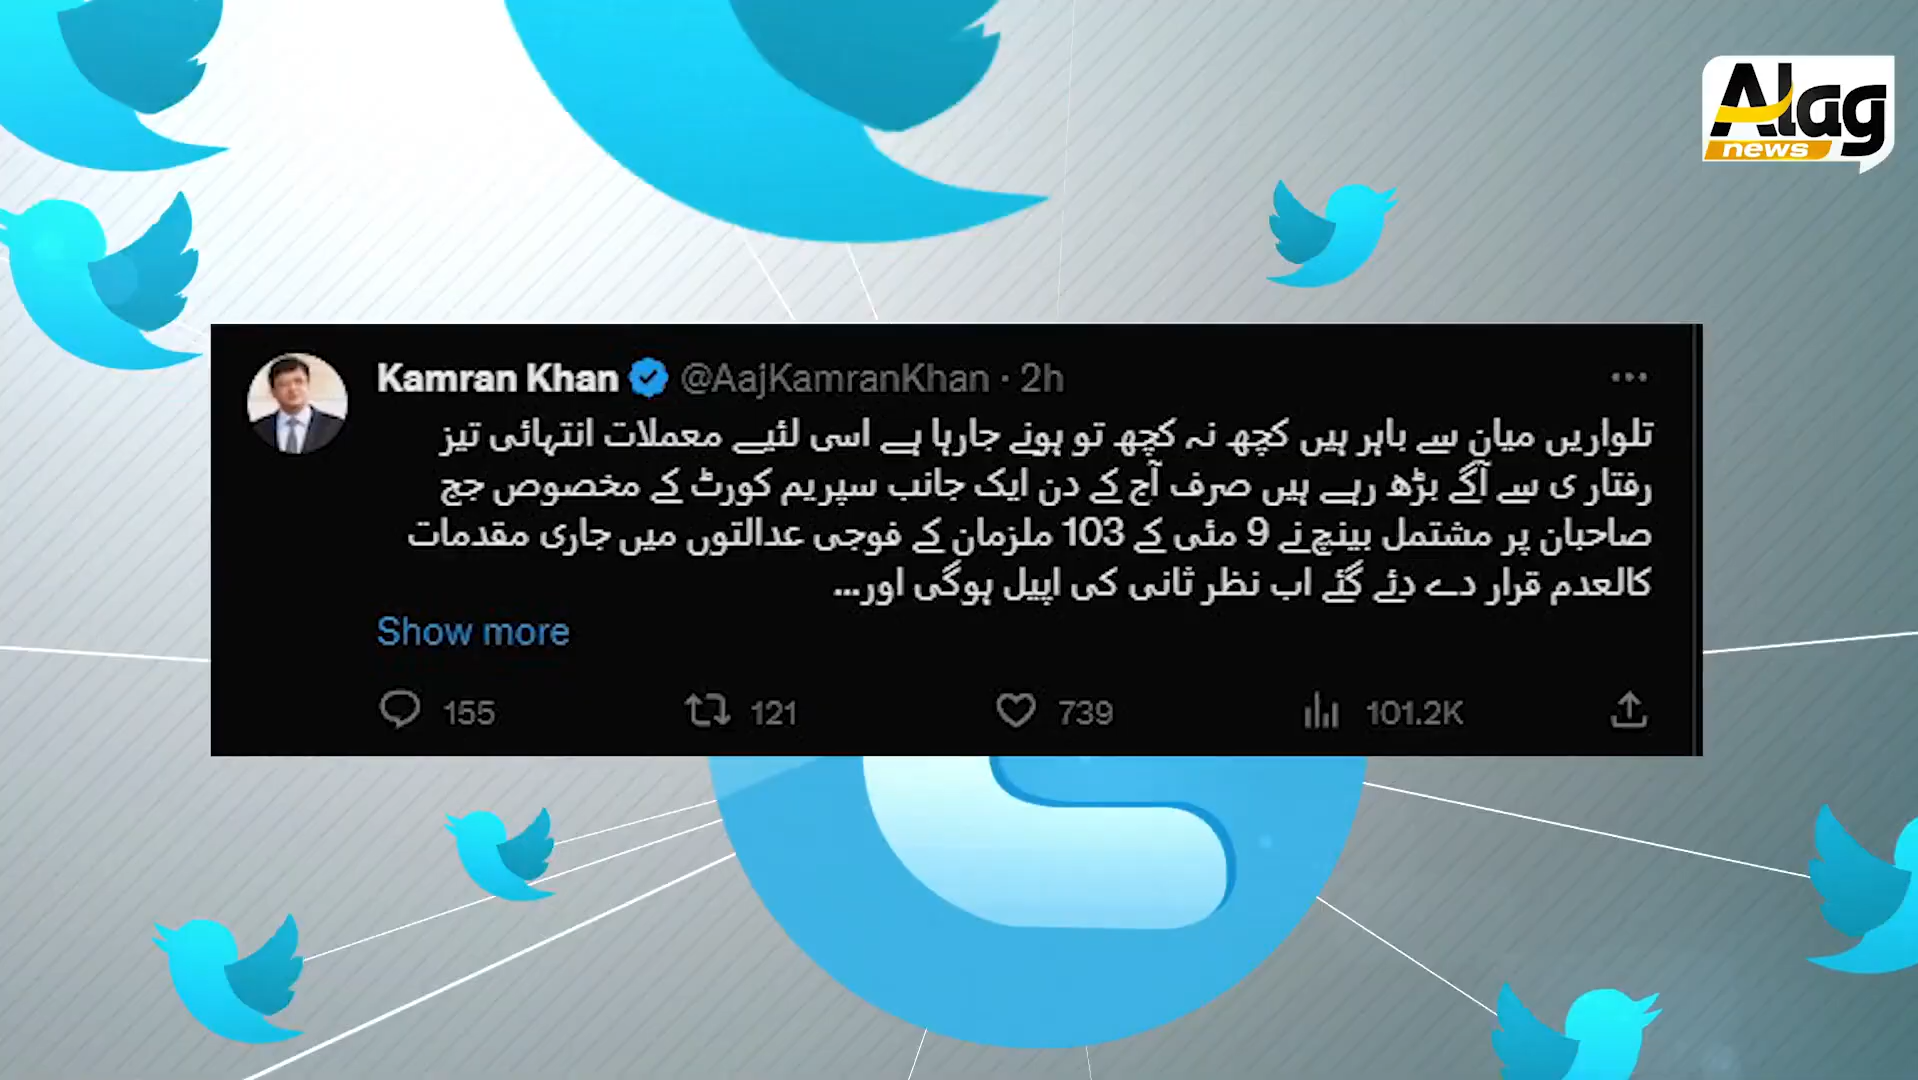 Alag
news
Kamran Khan @AajKamranKhan · 2h
تلواریں میان سے باہر ہیں کچھ نہ کچھ تو ہونے جارہا ہے اسی لئیے معملات انتہائی تیز
رفتار ی سے آگے بڑھ رہے ہیں صرف آج کے دن ایک جانب سپریم کورٹ کے مخصوص جج
صاحبان پر مشتمل بینچ نے 9 مئی کے 103 ملزمان کے فوجی عدالتوں میں جاری مقدمات
کالعدم قرار دے دئے گئے اب نظر ثانی کی اپیل ہوگی اور...
Show more
155 121 739 101.2K